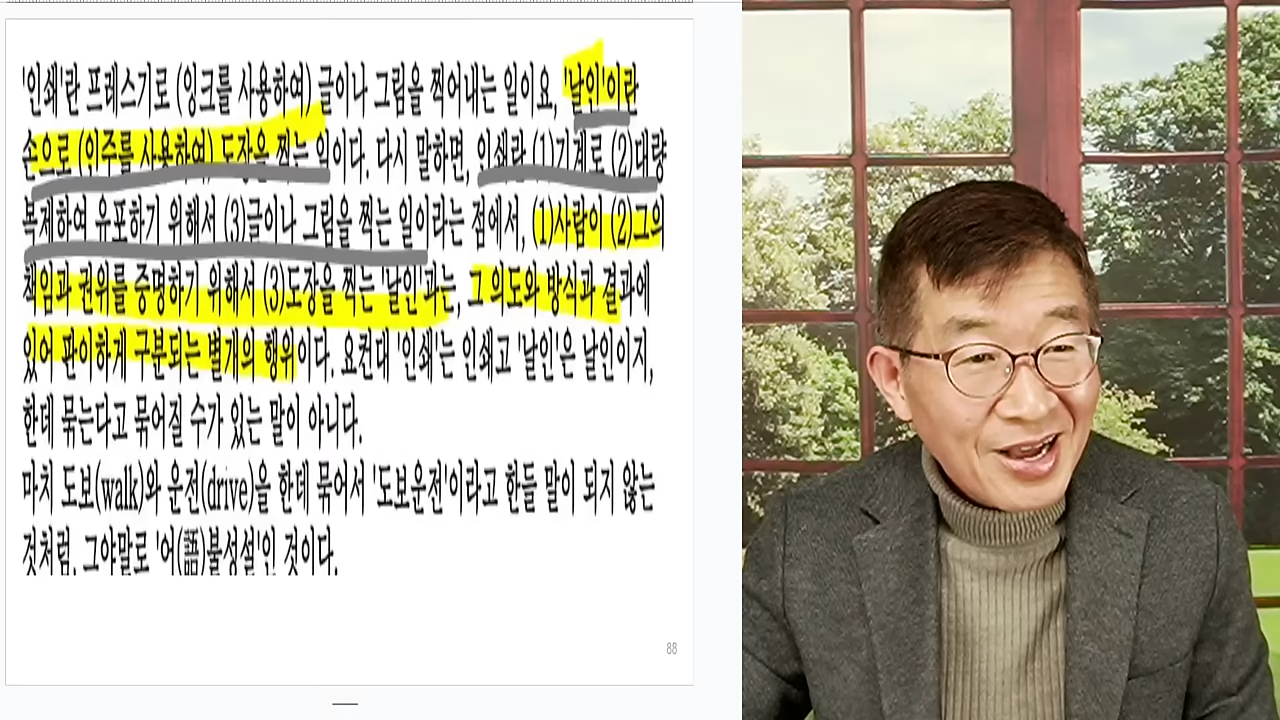 '인쇄'란 프레스기로 (잉크를 사용하여) 글이나 그림을 찍어내는 일이요, '날인'이란
손으로 (인주를 사용하여) 도장을 찍는 일이다. 다시 말하면, 인쇄란 (1)기계로 (2)대량
복제하여 유포하기 위해서 (3)글이나 그림을 찍는 일이라는 점에서, (1)사람이 (2)그의
책임과 권위를 증명하기 위해서 (3)도장을 찍는 '날인'과는, 그 의도와 방식과 결과에
있어 판이하게 구분되는 별개의 행위이다. 요컨대 '인쇄'는 인쇄고 '날인'은 날인이지,
한데 묶는다고 묶어질 수가 있는 말이 아니다.
마치 도보(walk)와 운전(drive)을 한데 묶어서 '도보운전'이라고 한들 말이 되지 않는
것처럼, 그야말로 '어(語)불성설'인 것이다.
88